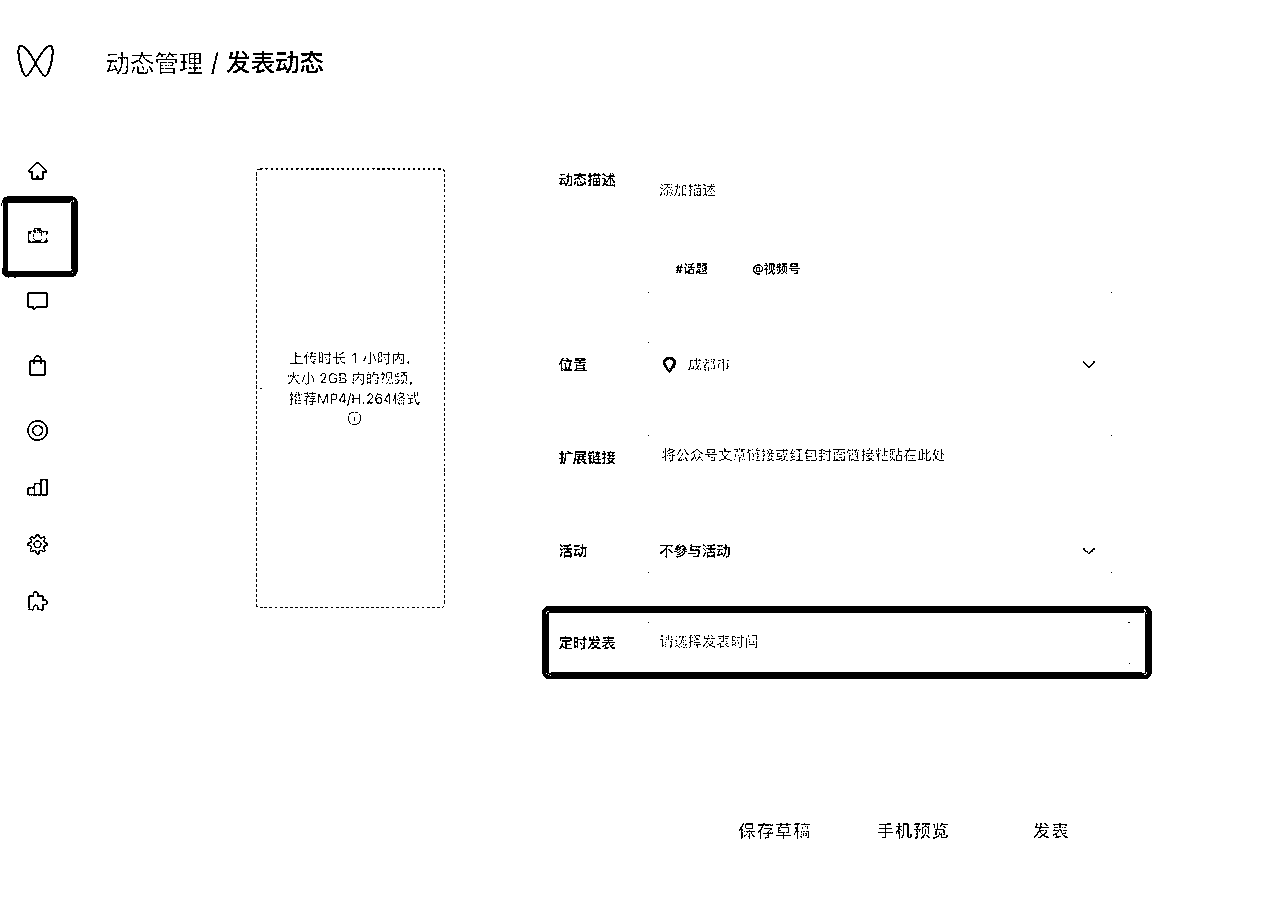 动态管理 / 发表动态
上传时长 1 小时内,
大小 2GB 内的视频,
推荐MP4/H.264格式
动态描述
添加描述
#话题 @视频号
位置
成都市
扩展链接
将公众号文章链接或红包封面链接粘贴在此处
活动
不参与活动
定时发表
请选择发表时间
保存草稿 手机预览 发表